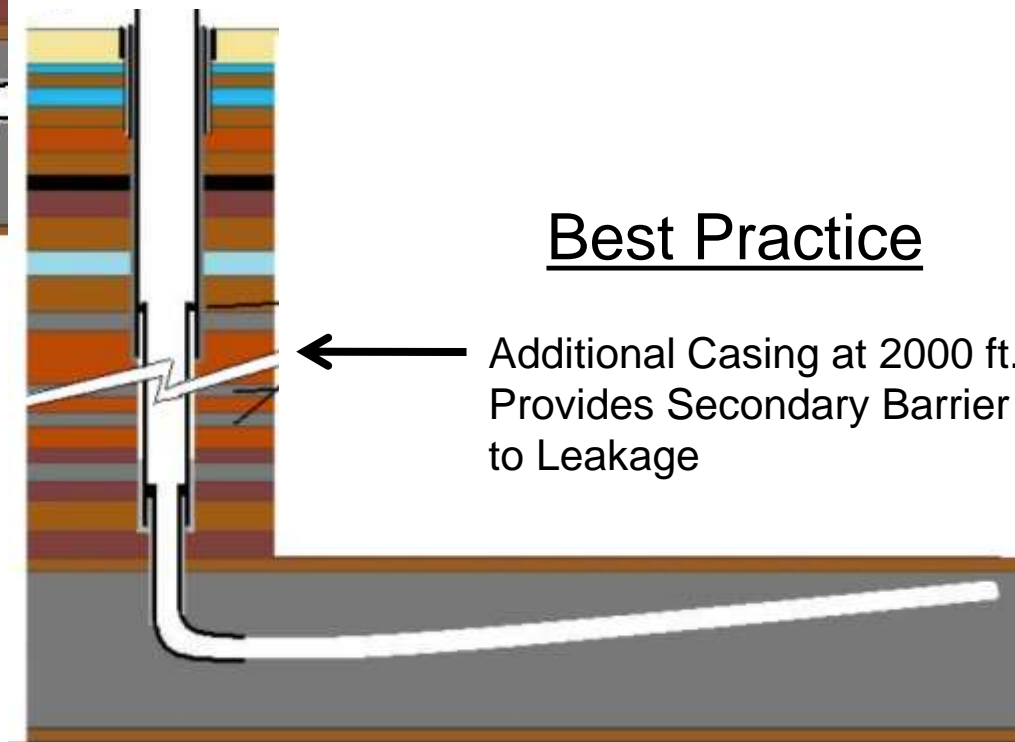 Best Practice
Additional Casing at 2000 ft.
Provides Secondary Barrier
to Leakage